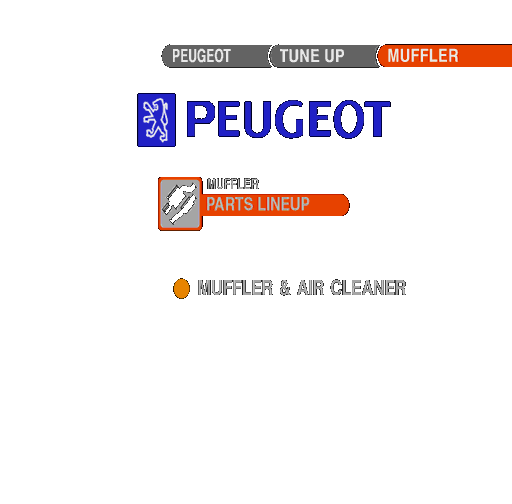 PEUGEOT TUNE UP MUFFLER
PEUGEOT
MUFFLER
PARTS LINEUP
MUFFLER & AIR CLEANER